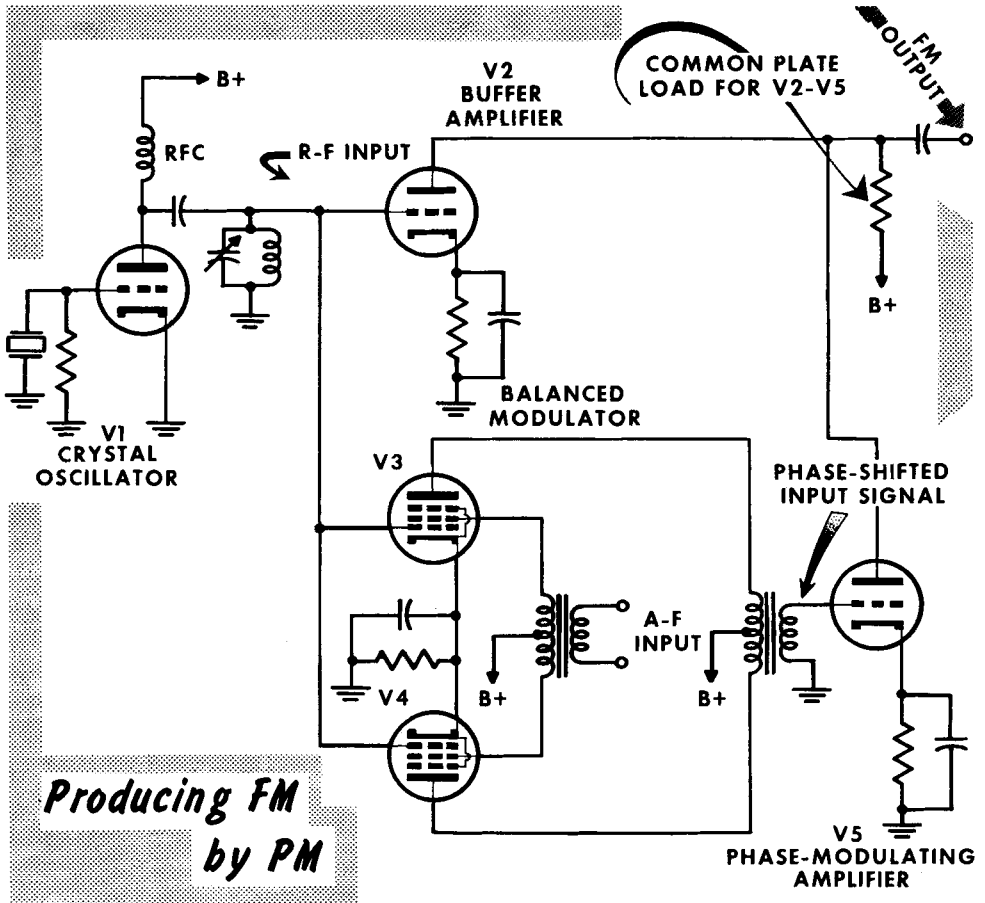 B+
RFC
R-F INPUT
V2
BUFFER
AMPLIFIER
COMMON PLATE
LOAD FOR V2-V5
FM
OUTPUT
B+
V1
CRYSTAL
OSCILLATOR
BALANCED
MODULATOR
V3
PHASE-SHIFTED
INPUT SIGNAL
A-F
INPUT
V4
B+
B+
Producing FM
by PM
V5
PHASE-MODULATING
AMPLIFIER